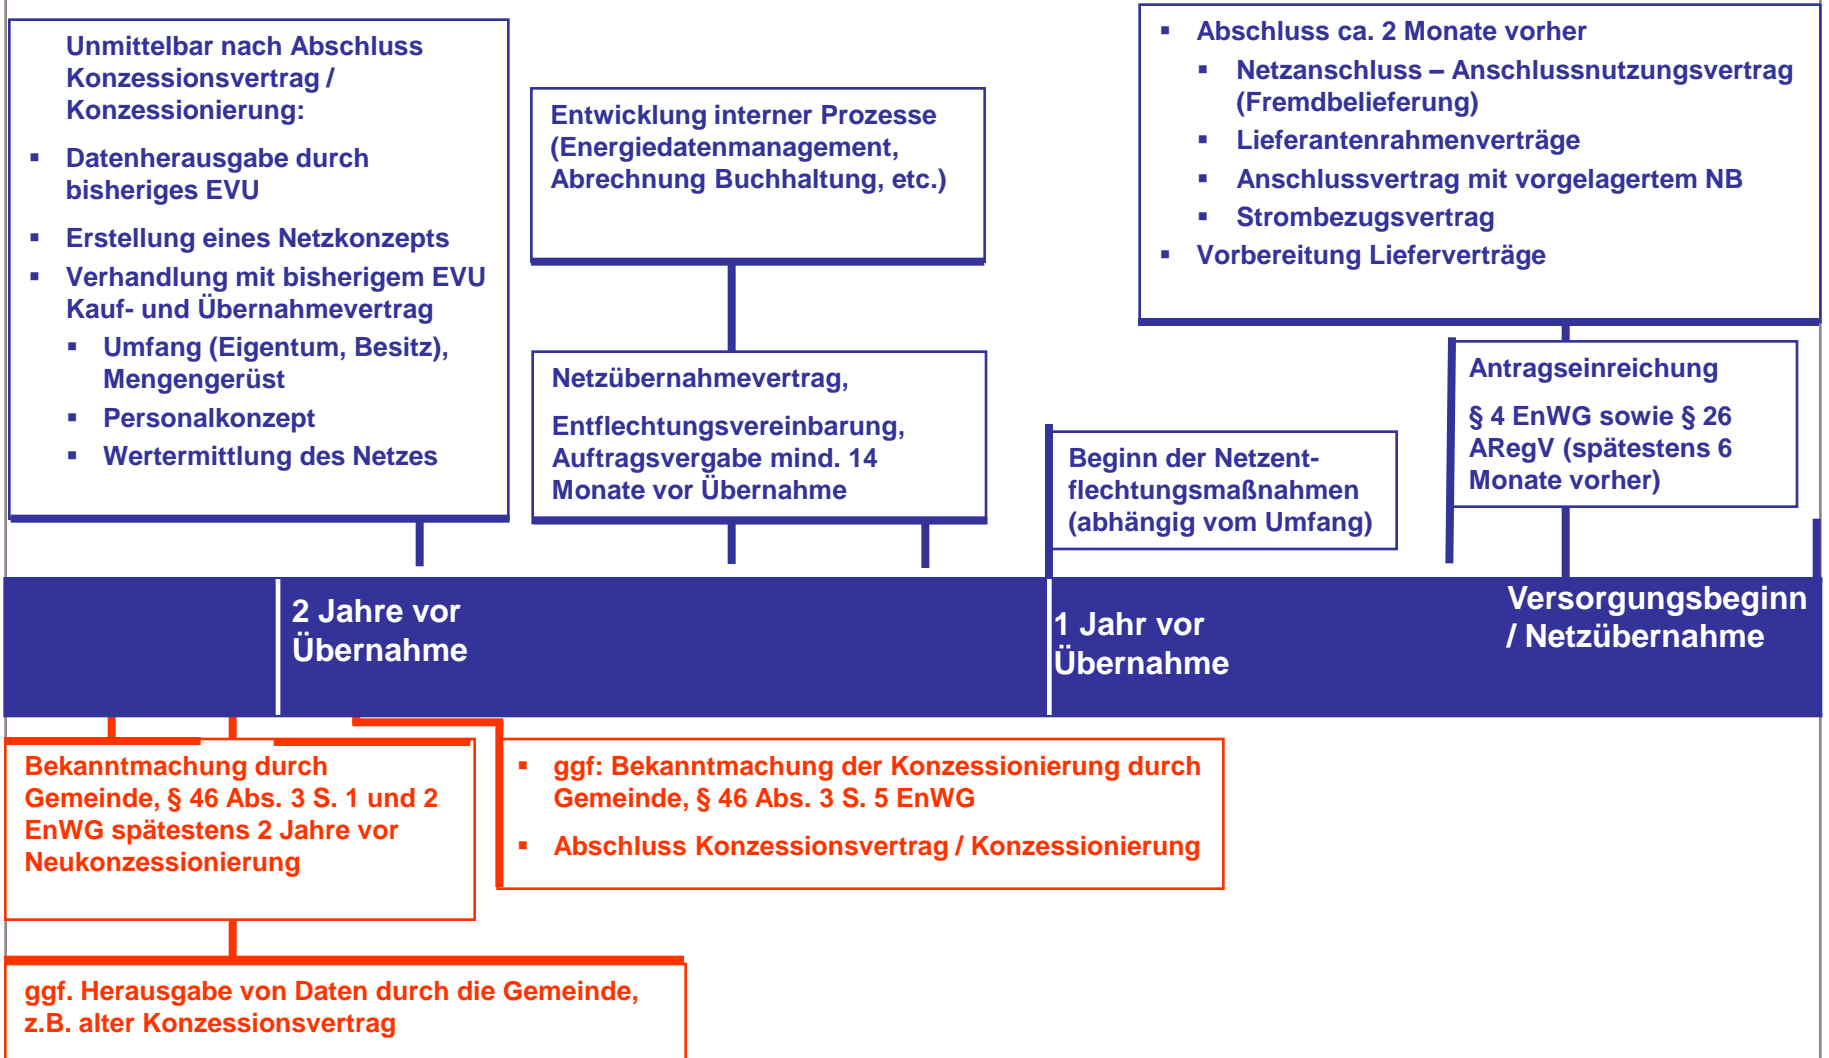 Unmittelbar nach Abschluss
Konzessionsvertrag /
Konzessionierung:
▪ Datenherausgabe durch
bisheriges EVU
▪ Erstellung eines Netzkonzepts
▪ Verhandlung mit bisherigem EVU
Kauf- und Übernahmevertrag
▪ Umfang (Eigentum, Besitz),
Mengengerüst
▪ Personalkonzept
▪ Wertermittlung des Netzes
Entwicklung interner Prozesse
(Energiedatenmanagement,
Abrechnung Buchhaltung, etc.)
Netzübernahmevertrag,
Entflechtungsvereinbarung,
Auftragsvergabe mind. 14
Monate vor Übernahme
Beginn der Netzent-
flechtungsmaßnahmen
(abhängig vom Umfang)
▪ Abschluss ca. 2 Monate vorher
▪ Netzanschluss – Anschlussnutzungsvertrag
(Fremdbelieferung)
▪ Lieferantenrahmenverträge
▪ Anschlussvertrag mit vorgelagertem NB
▪ Strombezugsvertrag
▪ Vorbereitung Lieferverträge
Antragseinreichung
§ 4 EnWG sowie § 26
ARegV (spätestens 6
Monate vorher)
2 Jahre vor
Übernahme
1 Jahr vor
Übernahme
Versorgungsbeginn
/ Netzübernahme
Bekanntmachung durch
Gemeinde, § 46 Abs. 3 S. 1 und 2
EnWG spätestens 2 Jahre vor
Neukonzessionierung
▪ ggf: Bekanntmachung der Konzessionierung durch
Gemeinde, § 46 Abs. 3 S. 5 EnWG
▪ Abschluss Konzessionsvertrag / Konzessionierung
ggf. Herausgabe von Daten durch die Gemeinde,
z.B. alter Konzessionsvertrag